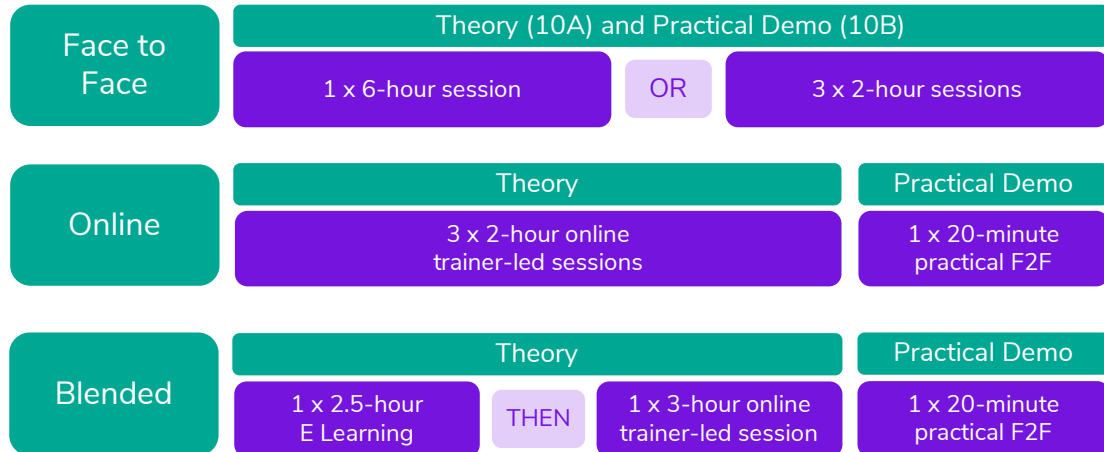 Face to
Face
Theory (10A) and Practical Demo (10B)
1 x 6-hour session
OR
3 x 2-hour sessions
Online
Theory
Practical Demo
3 x 2-hour online
trainer-led sessions
1 x 20-minute
practical F2F
Blended
Theory
Practical Demo
1 x 2.5-hour
E Learning
THEN
1 x 3-hour online
trainer-led session
1 x 20-minute
practical F2F